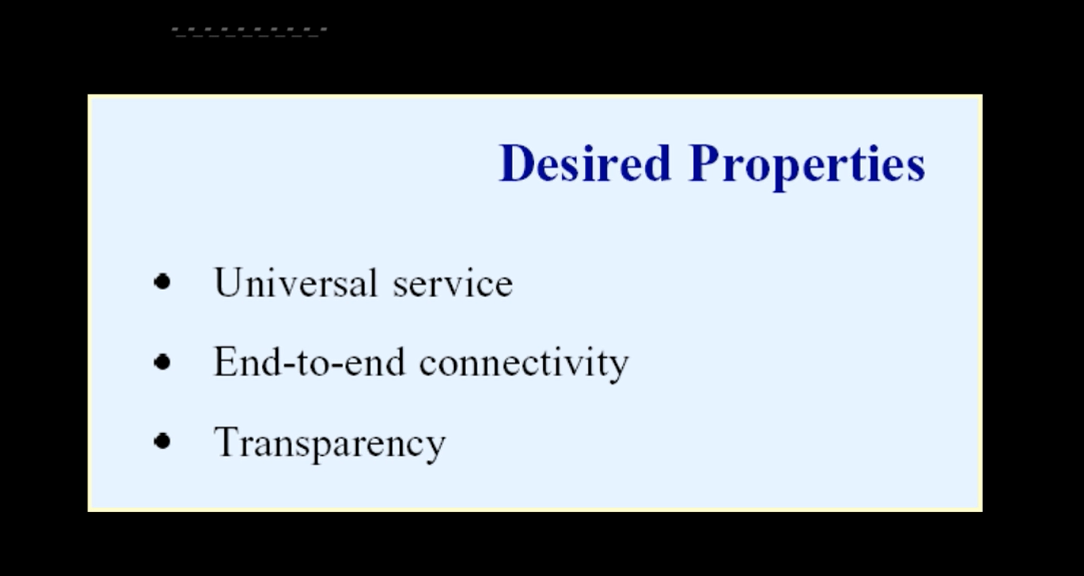 Desired Properties
• Universal service
• End-to-end connectivity
• Transparency